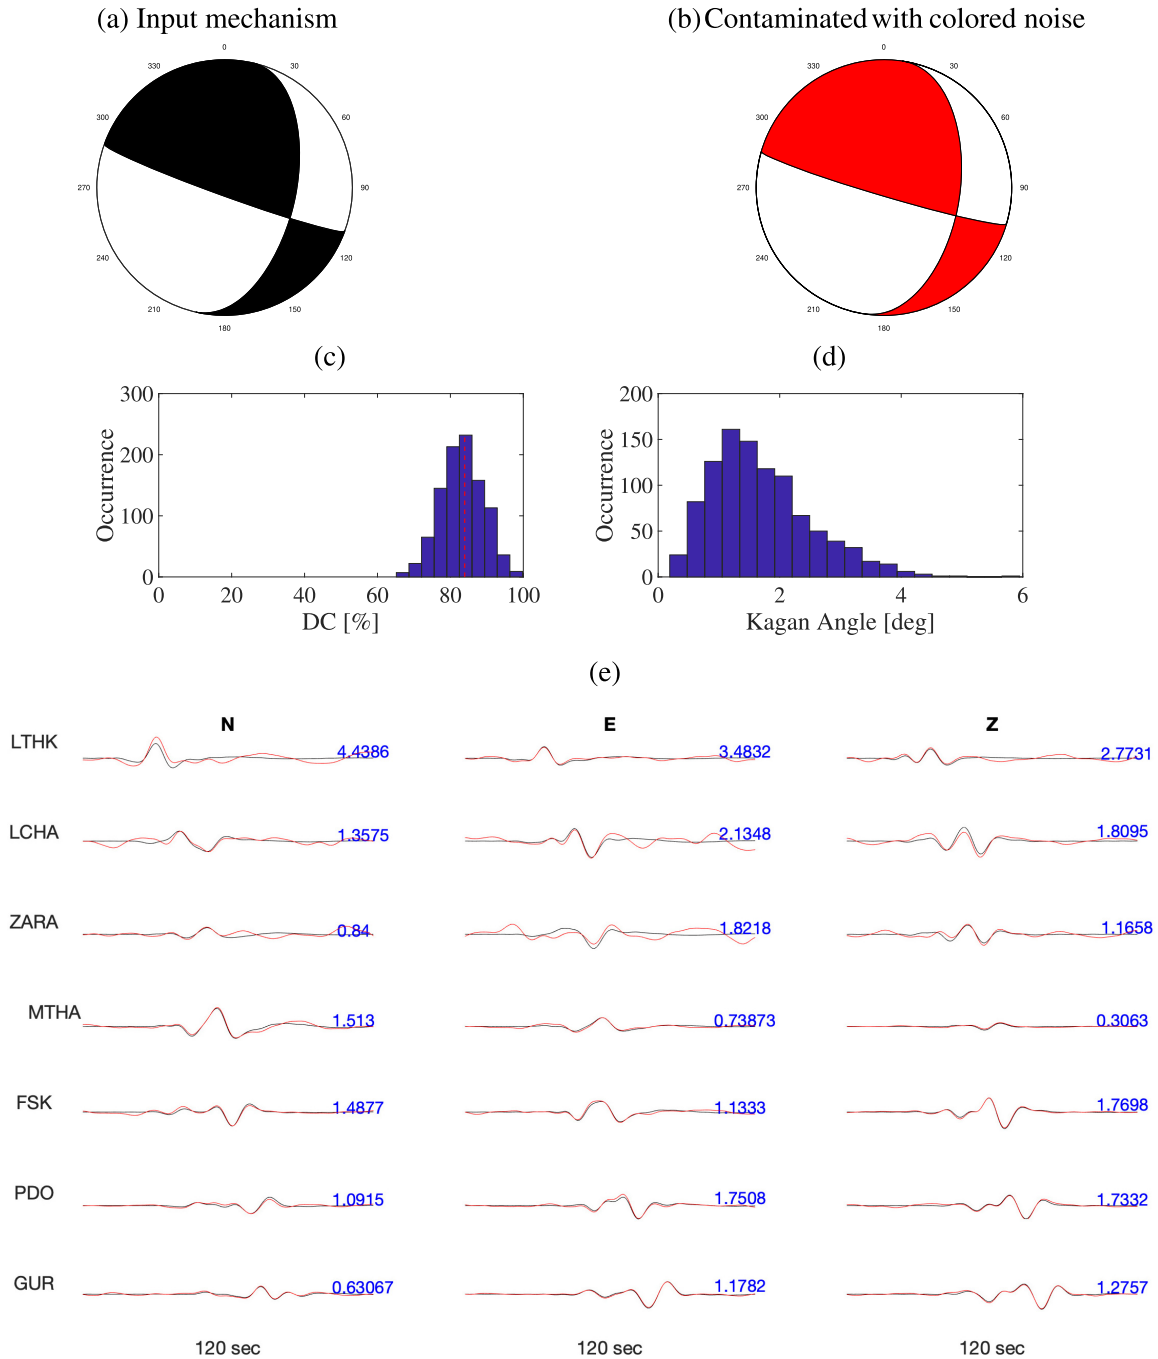 (a) Input mechanism
(b) Contaminated with colored noise
0
330 30
300 60
270 90
240 120
210 150
180
0
330 30
300 60
270 90
240 120
210 150
180
(c)
300
200
100
0
Occurrence
0 20 40 60 80 100
DC [%]
(d)
200
150
100
50
0
Occurrence
0 2 4 6
Kagan Angle [deg]
(e)
N E Z
LTHK 4.4386 3.4832 2.7731
LCHA 1.3575 2.1348 1.8095
ZARA 0.84 1.8218 1.1658
MTHA 1.513 0.73873 0.3063
FSK 1.4877 1.1333 1.7698
PDO 1.0915 1.7508 1.7332
GUR 0.63067 1.1782 1.2757
120 sec 120 sec 120 sec